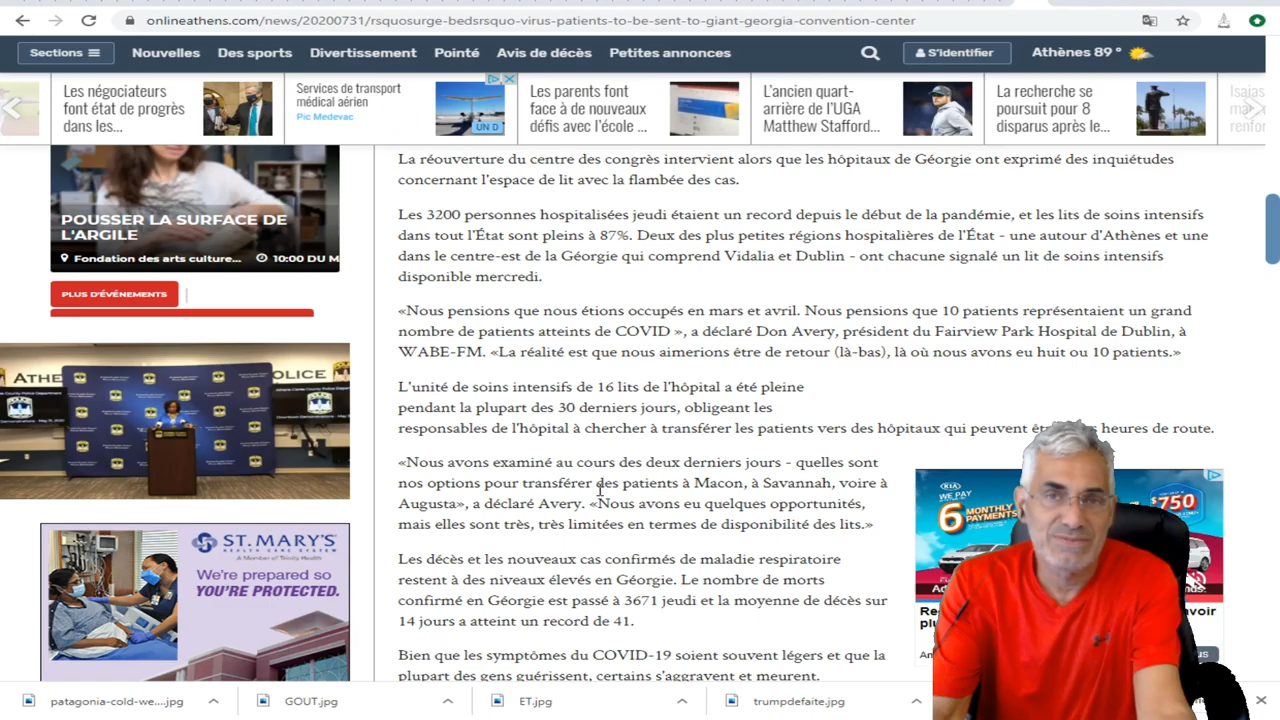 onlineathens.com/news/20200731/rsquosurge-bedsrsquo-virus-patients-to-be-sent-to-giant-georgia-convention-center
Sections Nouvelles Des sports Divertissement Pointé Avis de décès Petites annonces S'identifier Athènes 89 °
Les négociateurs
font état de progrès
dans les...
Services de transport
médical aérien
Pic Medevac
UN D
Les parents font
face à de nouveaux
défis avec l'école ...
L'ancien quart-
arrière de l'UGA
Matthew Stafford...
La recherche se
poursuit pour 8
disparus après le...
Isaias
La réouverture du centre des congrès intervient alors que les hôpitaux de Géorgie ont exprimé des inquiétudes
concernant l'espace de lit avec la flambée des cas.
Les 3200 personnes hospitalisées jeudi étaient un record depuis le début de la pandémie, et les lits de soins intensifs
dans tout l'État sont pleins à 87%. Deux des plus petites régions hospitalières de l'État - une autour d'Athènes et une
dans le centre-est de la Géorgie qui comprend Vidalia et Dublin - ont chacune signalé un lit de soins intensifs
disponible mercredi.
«Nous pensions que nous étions occupés en mars et avril. Nous pensions que 10 patients représentaient un grand
nombre de patients atteints de COVID », a déclaré Don Avery, président du Fairview Park Hospital de Dublin, à
WABE-FM. «La réalité est que nous aimerions être de retour (là-bas), là où nous avons eu huit ou 10 patients.»
L'unité de soins intensifs de 16 lits de l'hôpital a été pleine
pendant la plupart des 30 derniers jours, obligeant les
responsables de l'hôpital à chercher à transférer les patients vers des hôpitaux qui peuvent heures de route.
«Nous avons examiné au cours des deux derniers jours - quelles sont
nos options pour transférer des patients à Macon, à Savannah, voire à
Augusta», a déclaré Avery. «Nous avons eu quelques opportunités,
mais elles sont très, très limitées en termes de disponibilité des lits.»
Les décès et les nouveaux cas confirmés de maladie respiratoire
restent à des niveaux élevés en Géorgie. Le nombre de morts
confirmé en Géorgie est passé à 3671 jeudi et la moyenne de décès sur
14 jours a atteint un record de 41.
Bien que les symptômes du COVID-19 soient souvent légers et que la
plupart des gens guérissent, certains s'aggravent et meurent.
POUSSER LA SURFACE DE
L'ARGILE
Fondation des arts culture... 10:00 DU M
PLUS D'ÉVÉNEMENTS
ATHE
POLICE
ST. MARY'S
HEALTH CARE SYSTEM
A Member of Trinity Health
We're prepared so
YOU'RE PROTECTED.
KIA
WE PAY
6 MONTHLY
PAYMENTS
$750
patagonia-cold-we....jpg
GOUT.jpg
ET.jpg
trumpdefaite.jpg